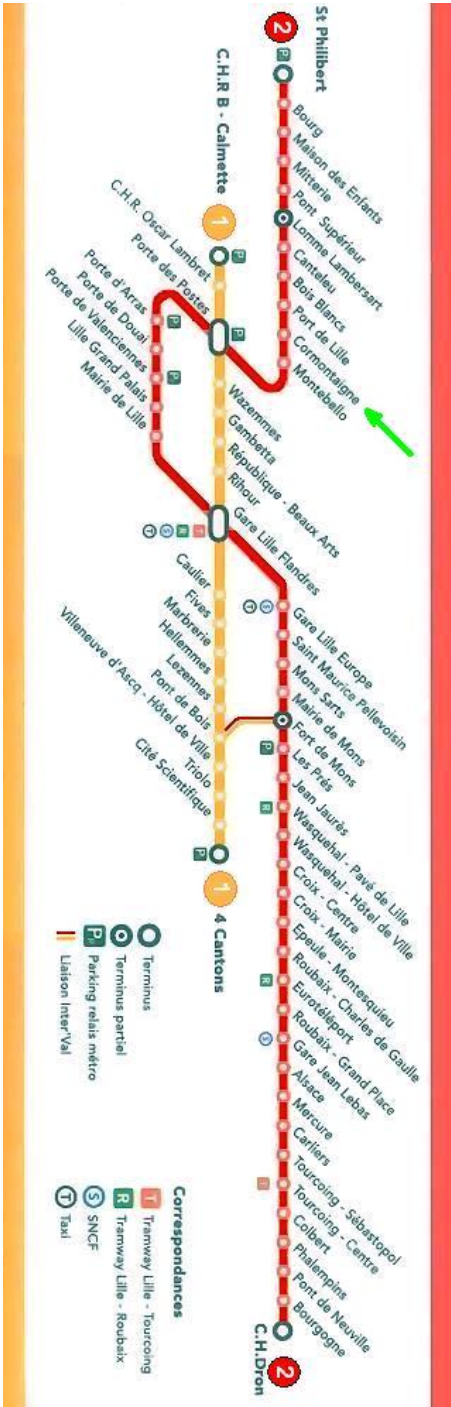 2
St Philibert
Bourg
Maison des Enfants
Mitterie
Pont Supérieur
Lomme Lambersart
Canteleu
Bois Blancs
Port de Lille
Cormontaigne
Montebello
C.H.R B - Calmette
1
P
C.H.R. Oscar Lambret
Porte des Postes
P
Porte d'Arras
Porte de Douai
Porte de Valenciennes
Lille Grand Palais
Mairie de Lille
P
P
Wazemmes
Gambetta
République - Beaux Arts
Rihour
Gare Lille Flandres
T
R
S
T
Caulier
Fives
Marbrerie
Hellemmes
Lezennes
Pont de Bois
Villeneuve d'Ascq - Hôtel de Ville
Triolo
Cité Scientifique
P
1
4 Cantons
Gare Lille Europe
S
T
Saint Maurice Pellevoisin
Mons Sarts
Mairie de Mons
Fort de Mons
Les Prés
P
Jean Jaurès
Wasquehal - Pavé de Lille
R
Wasquehal - Hôtel de Ville
Croix - Centre
Croix - Mairie
Epeule - Montesquieu
Roubaix - Charles de Gaulle
Eurotéléport
R
Roubaix - Grand Place
Gare Jean Lebas
S
Alsace
Mercure
Carliers
Tourcoing - Sébastopol
Tourcoing - Centre
T
Colbert
Phalempins
Pont de Neuville
Bourgogne
C.H.Dron
2
Terminus
Terminus partiel
P Parking relais métro
Liaison Inter'Val
Correspondances
T Tramway Lille - Tourcoing
R Tramway Lille - Roubaix
S SNCF
T Taxi